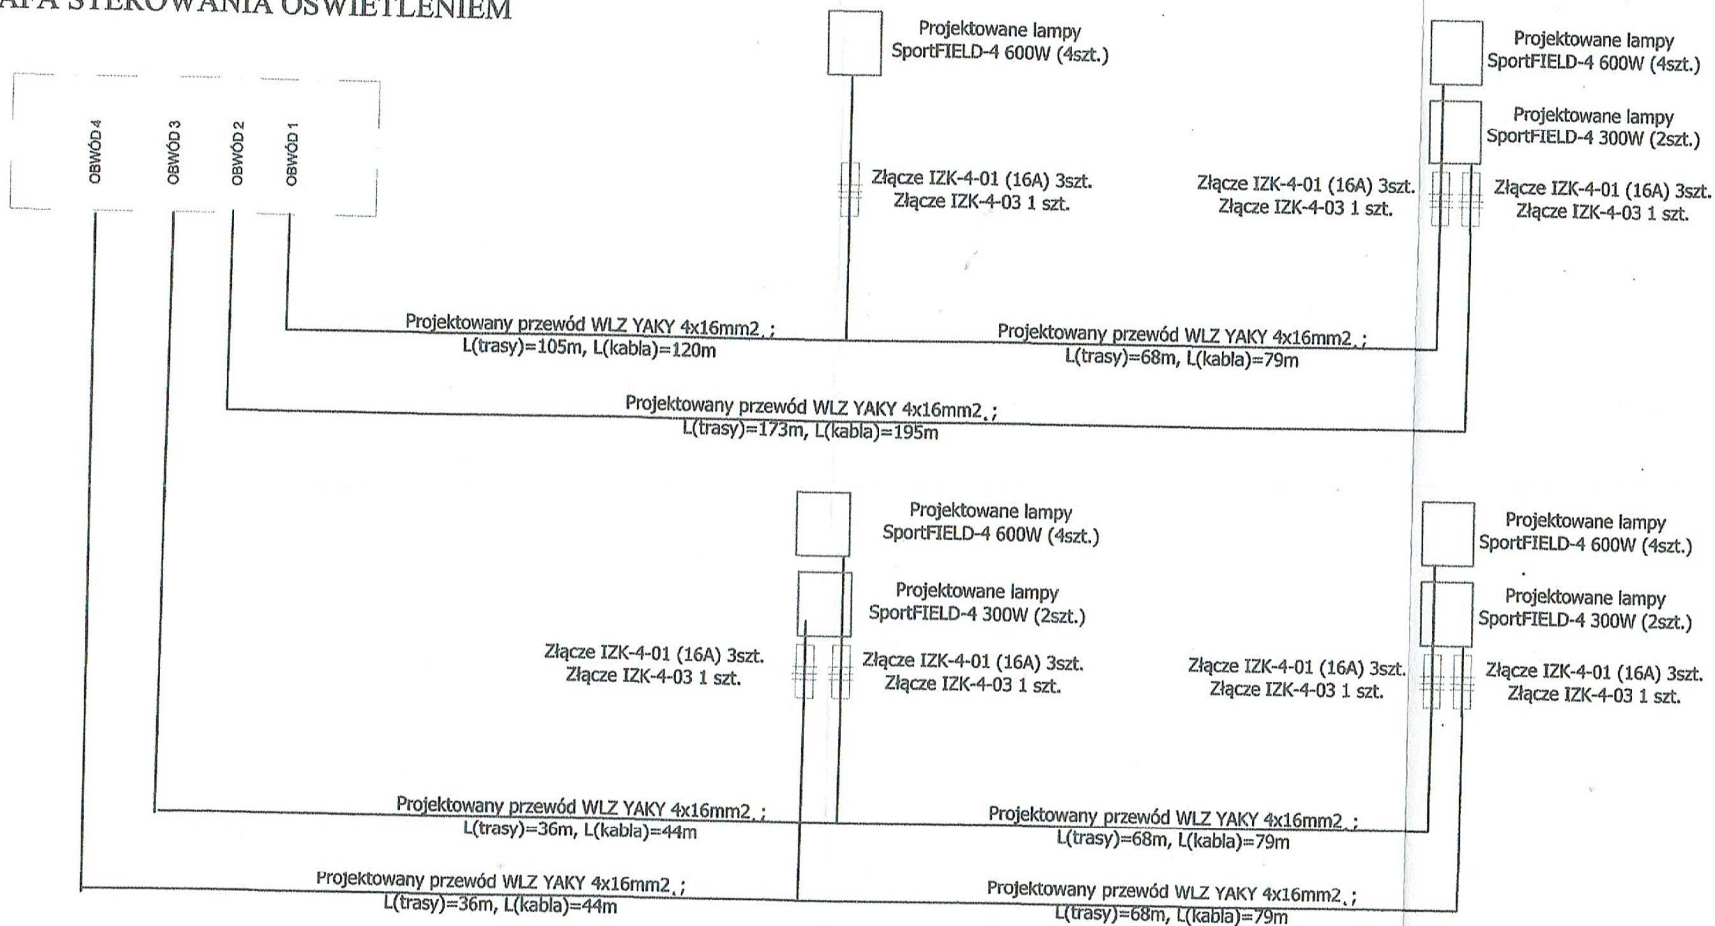 STEROWANIA OŚWIETLENIEM
Projektowane lampy
SportFIELD-4 600W (4szt.)
Projektowane lampy
SportFIELD-4 600W (4szt.)
Projektowane lampy
SportFIELD-4 300W (2szt.)
OBWÓD 4
OBWÓD 3
OBWÓD 2
OBWÓD 1
Złącze IZK-4-01 (16A) 3szt.
Złącze IZK-4-03 1 szt.
Złącze IZK-4-01 (16A) 3szt.
Złącze IZK-4-03 1 szt.
Złącze IZK-4-01 (16A) 3szt.
Złącze IZK-4-03 1 szt.
Projektowany przewód WLZ YAKY 4x16mm2.;
L(trasy)=105m, L(kabla)=120m
Projektowany przewód WLZ YAKY 4x16mm2.;
L(trasy)=68m, L(kabla)=79m
Projektowany przewód WLZ YAKY 4x16mm2.;
L(trasy)=173m, L(kabla)=195m
Projektowane lampy
SportFIELD-4 600W (4szt.)
Projektowane lampy
SportFIELD-4 300W (2szt.)
Projektowane lampy
SportFIELD-4 600W (4szt.)
Projektowane lampy
SportFIELD-4 300W (2szt.)
Złącze IZK-4-01 (16A) 3szt.
Złącze IZK-4-03 1 szt.
Złącze IZK-4-01 (16A) 3szt.
Złącze IZK-4-03 1 szt.
Złącze IZK-4-01 (16A) 3szt.
Złącze IZK-4-03 1 szt.
Złącze IZK-4-01 (16A) 3szt.
Złącze IZK-4-03 1 szt.
Projektowany przewód WLZ YAKY 4x16mm2.;
L(trasy)=36m, L(kabla)=44m
Projektowany przewód WLZ YAKY 4x16mm2.;
L(trasy)=68m, L(kabla)=79m
Projektowany przewód WLZ YAKY 4x16mm2.;
L(trasy)=36m, L(kabla)=44m
Projektowany przewód WLZ YAKY 4x16mm2.;
L(trasy)=68m, L(kabla)=79m